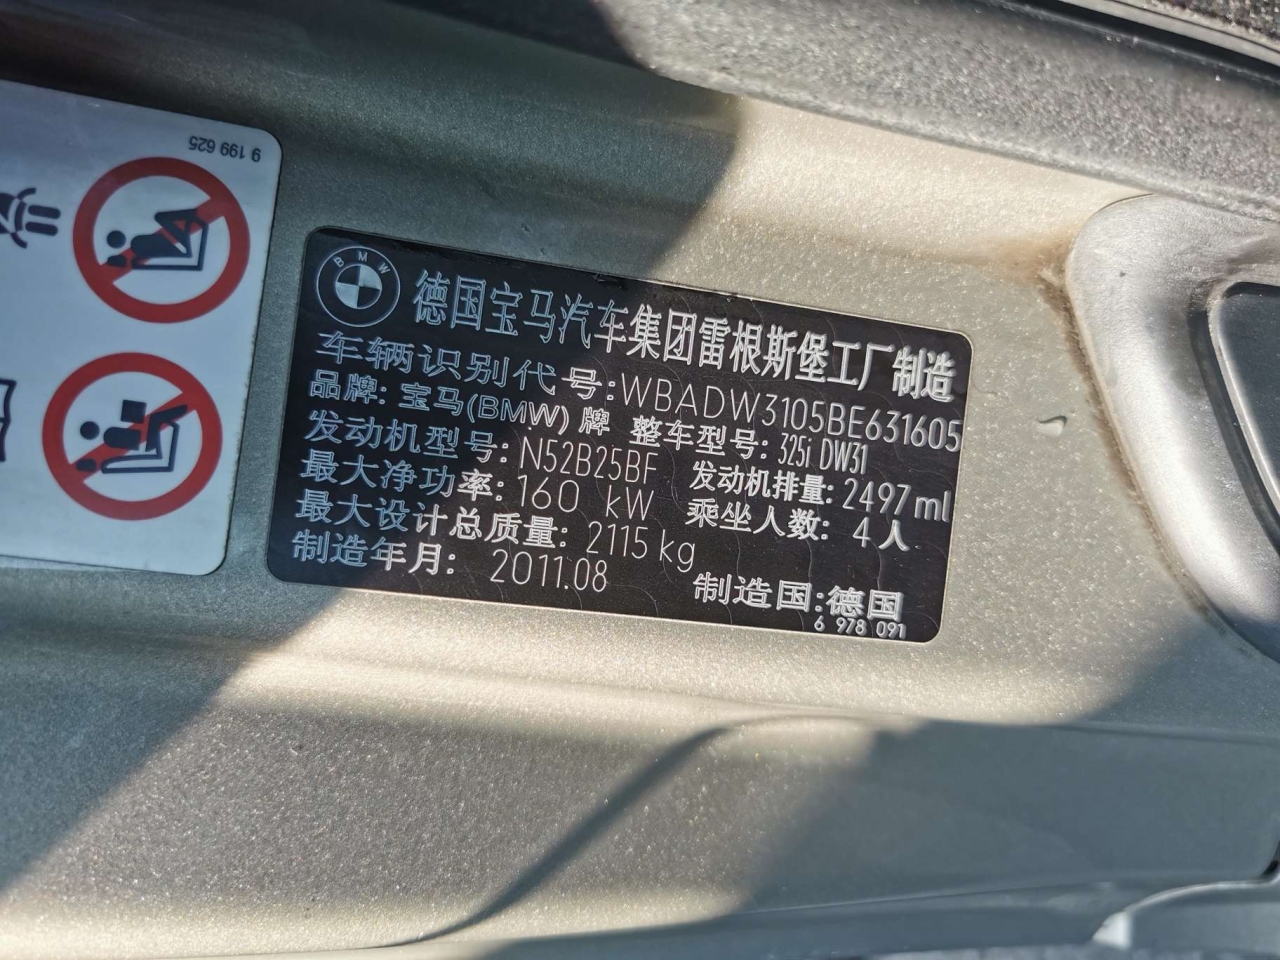 9 199 625
BMW
德国宝马汽车集团雷根斯堡工厂制造
车辆识别代号:WBADW3105BE631605
品牌: 宝马(BMW)牌 整车型号: 325i DW31
发动机型号: N52B25BF 发动机排量: 2497ml
最大净功率: 160 kW 乘坐人数: 4人
最大设计总质量: 2115kg
制造年月: 2011.08 制造国:德国
6 978 091